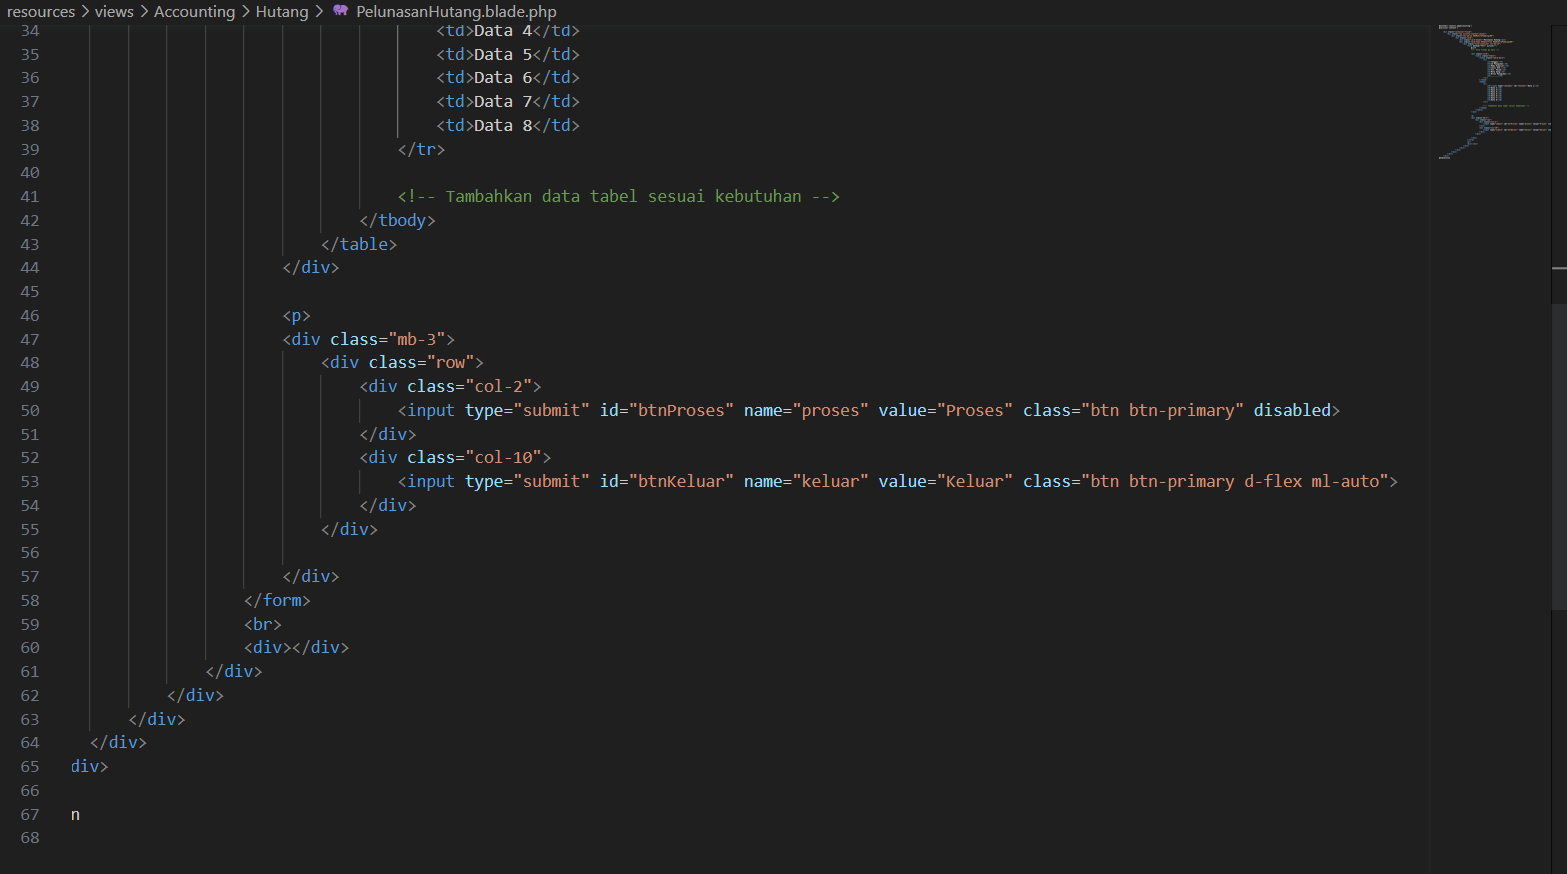 resources > views > Accounting > Hutang > PelunasanHutang.blade.php
34 <td>Data 4</td>
35 <td>Data 5</td>
36 <td>Data 6</td>
37 <td>Data 7</td>
38 <td>Data 8</td>
39 </tr>
40
41 <!-- Tambahkan data tabel sesuai kebutuhan -->
42 </tbody>
43 </table>
44 </div>
45
46 <p>
47 <div class="mb-3">
48 <div class="row">
49 <div class="col-2">
50 <input type="submit" id="btnProses" name="proses" value="Proses" class="btn btn-primary" disabled>
51 </div>
52 <div class="col-10">
53 <input type="submit" id="btnKeluar" name="keluar" value="Keluar" class="btn btn-primary d-flex ml-auto">
54 </div>
55 </div>
56
57 </div>
58 </form>
59 <br>
60 <div></div>
61 </div>
62 </div>
63 </div>
64 </div>
65 div>
66
67 n
68